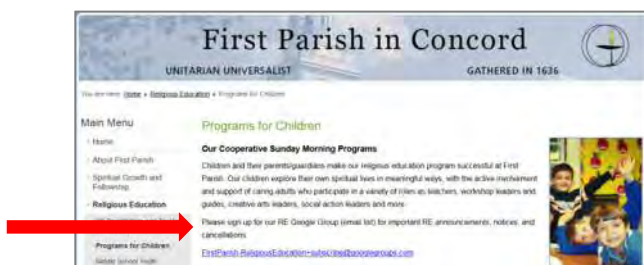 First Parish in Concord
UNITARIAN UNIVERSALIST GATHERED IN 1636
You are here: Home Religious Education Programs for Children
Main Menu
Home
About First Parish
Spiritual Growth and
Fellowship
Religious Education
Programs for Children
Middle School Youth
Programs for Children
Our Cooperative Sunday Morning Programs
Children and their parents/guardians make our religious education program successful at First
Parish. Our children explore their own spiritual lives in meaningful ways, with the active involvement
and support of caring adults who participate in a variety of roles as teachers, workshop leaders and
guides, creative arts leaders, social action leaders and more.
Please sign up for our RE Google Group (email list) for important RE announcements, notices, and
cancellations.
FirstParish-ReligiousEducation+subscribe@googlegroups.com